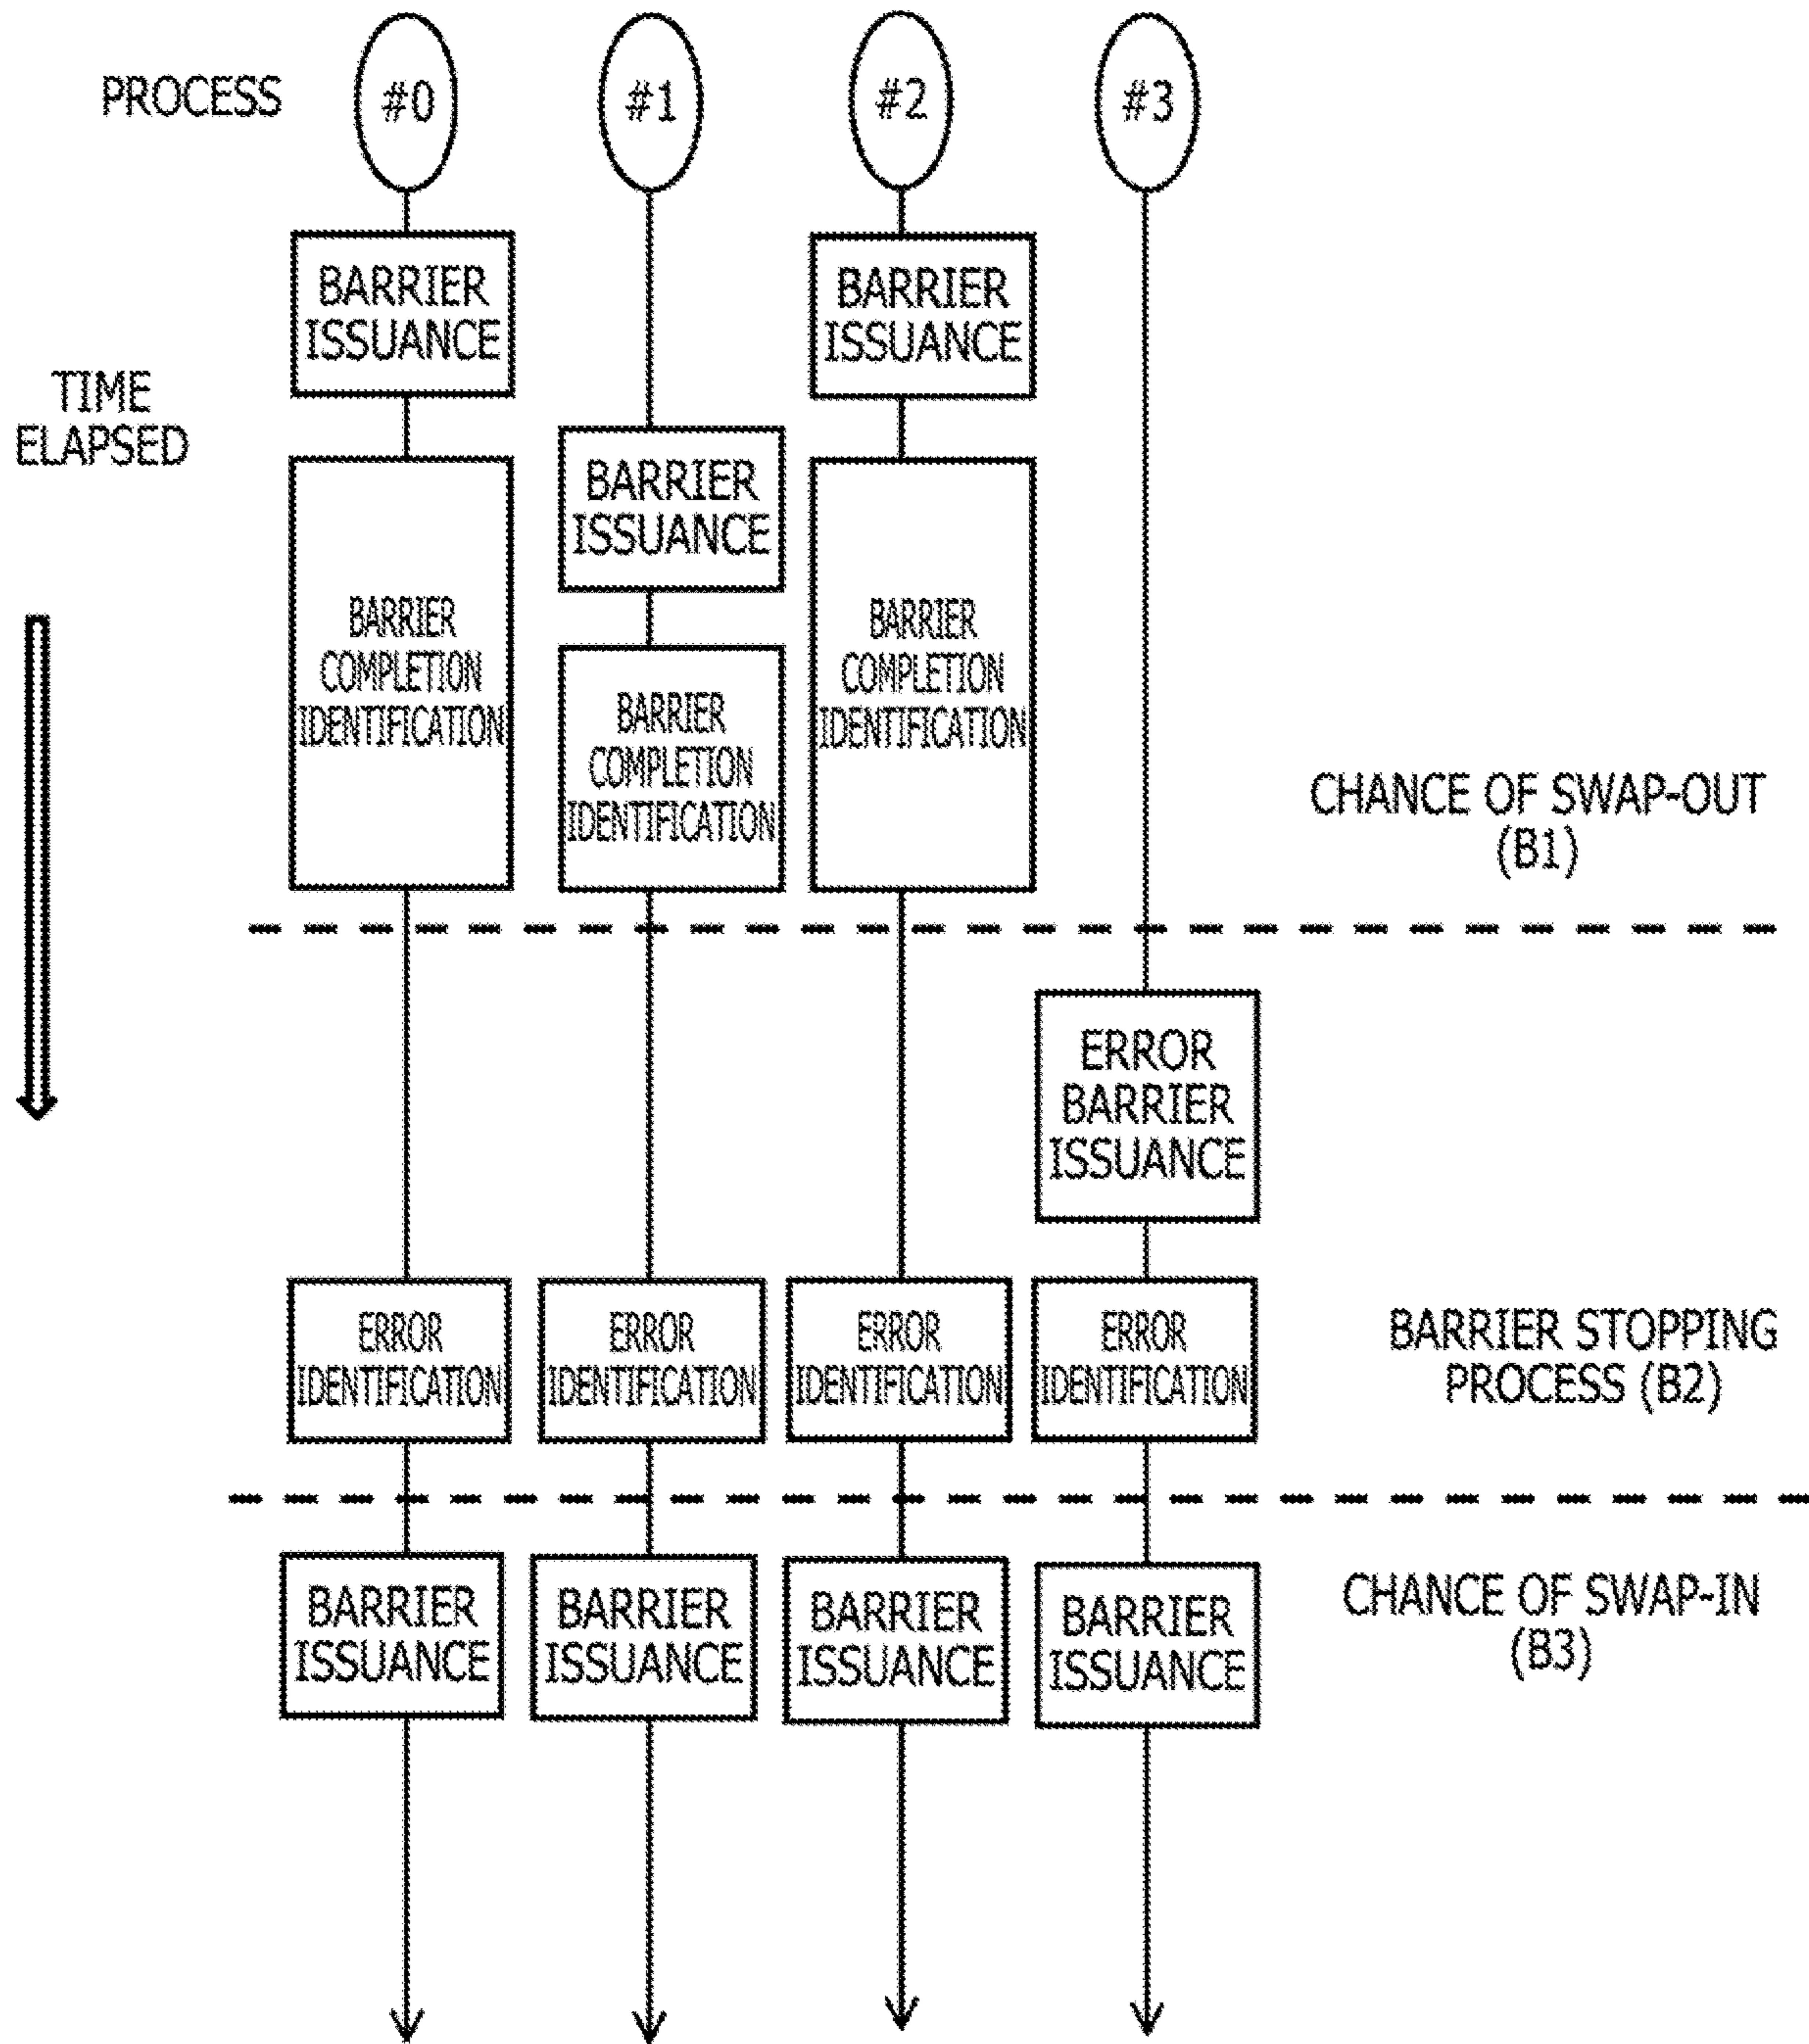 PROCESS
#0
#1
#2
#3
BARRIER
ISSUANCE
BARRIER
ISSUANCE
TIME
ELAPSED
BARRIER
ISSUANCE
BARRIER
COMPLETION
IDENTIFICATION
BARRIER
COMPLETION
IDENTIFICATION
BARRIER
COMPLETION
IDENTIFICATION
CHANCE OF SWAP-OUT
(B1)
ERROR
BARRIER
ISSUANCE
ERROR
IDENTIFICATION
ERROR
IDENTIFICATION
ERROR
IDENTIFICATION
ERROR
IDENTIFICATION
BARRIER STOPPING
PROCESS (B2)
BARRIER
ISSUANCE
BARRIER
ISSUANCE
BARRIER
ISSUANCE
BARRIER
ISSUANCE
CHANCE OF SWAP-IN
(B3)